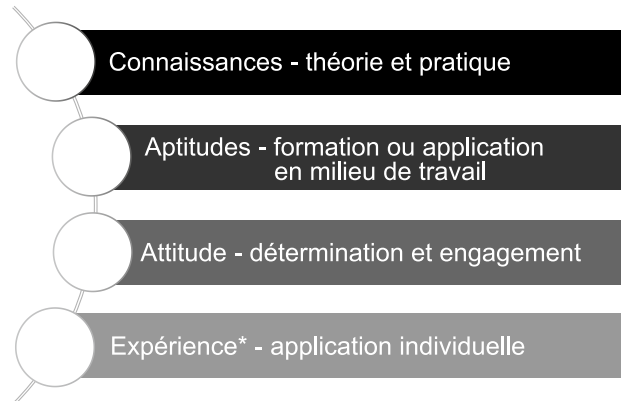 Connaissances - théorie et pratique
Aptitudes - formation ou application
en milieu de travail
Attitude - détermination et engagement
Expérience* - application individuelle